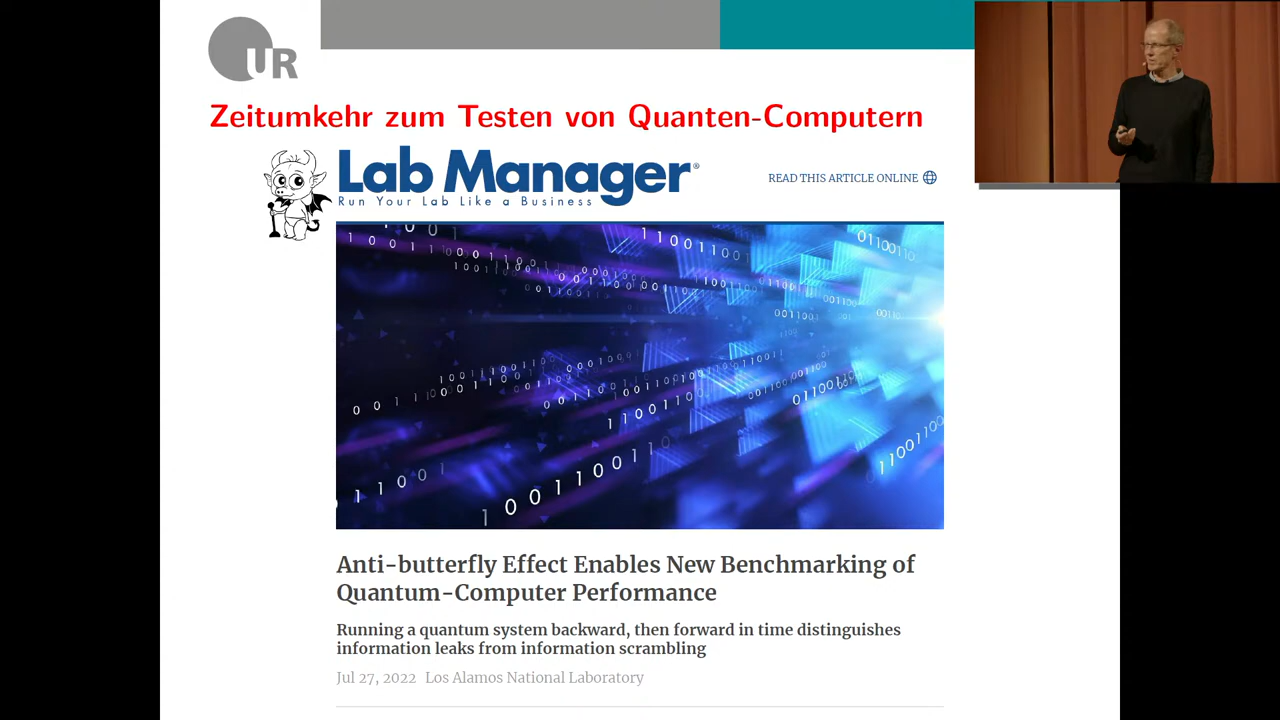 UR
Zeitumkehr zum Testen von Quanten-Computern
Lab Manager®
Run Your Lab Like a Business
READ THIS ARTICLE ONLINE
Anti-butterfly Effect Enables New Benchmarking of
Quantum-Computer Performance
Running a quantum system backward, then forward in time distinguishes
information leaks from information scrambling
Jul 27, 2022 Los Alamos National Laboratory